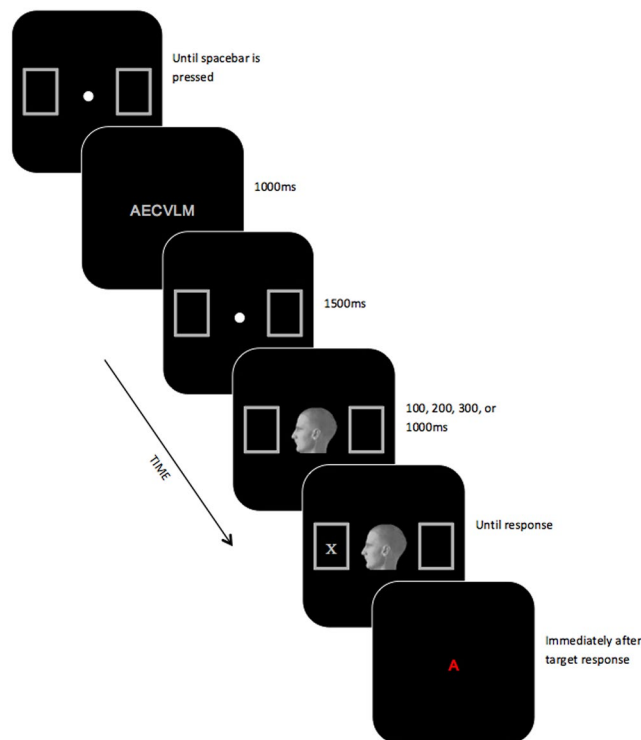 Until spacebar is
pressed
AECVLM
1000ms
1500ms
100, 200, 300, or
1000ms
TIME
X
Until response
A
Immediately after
target response